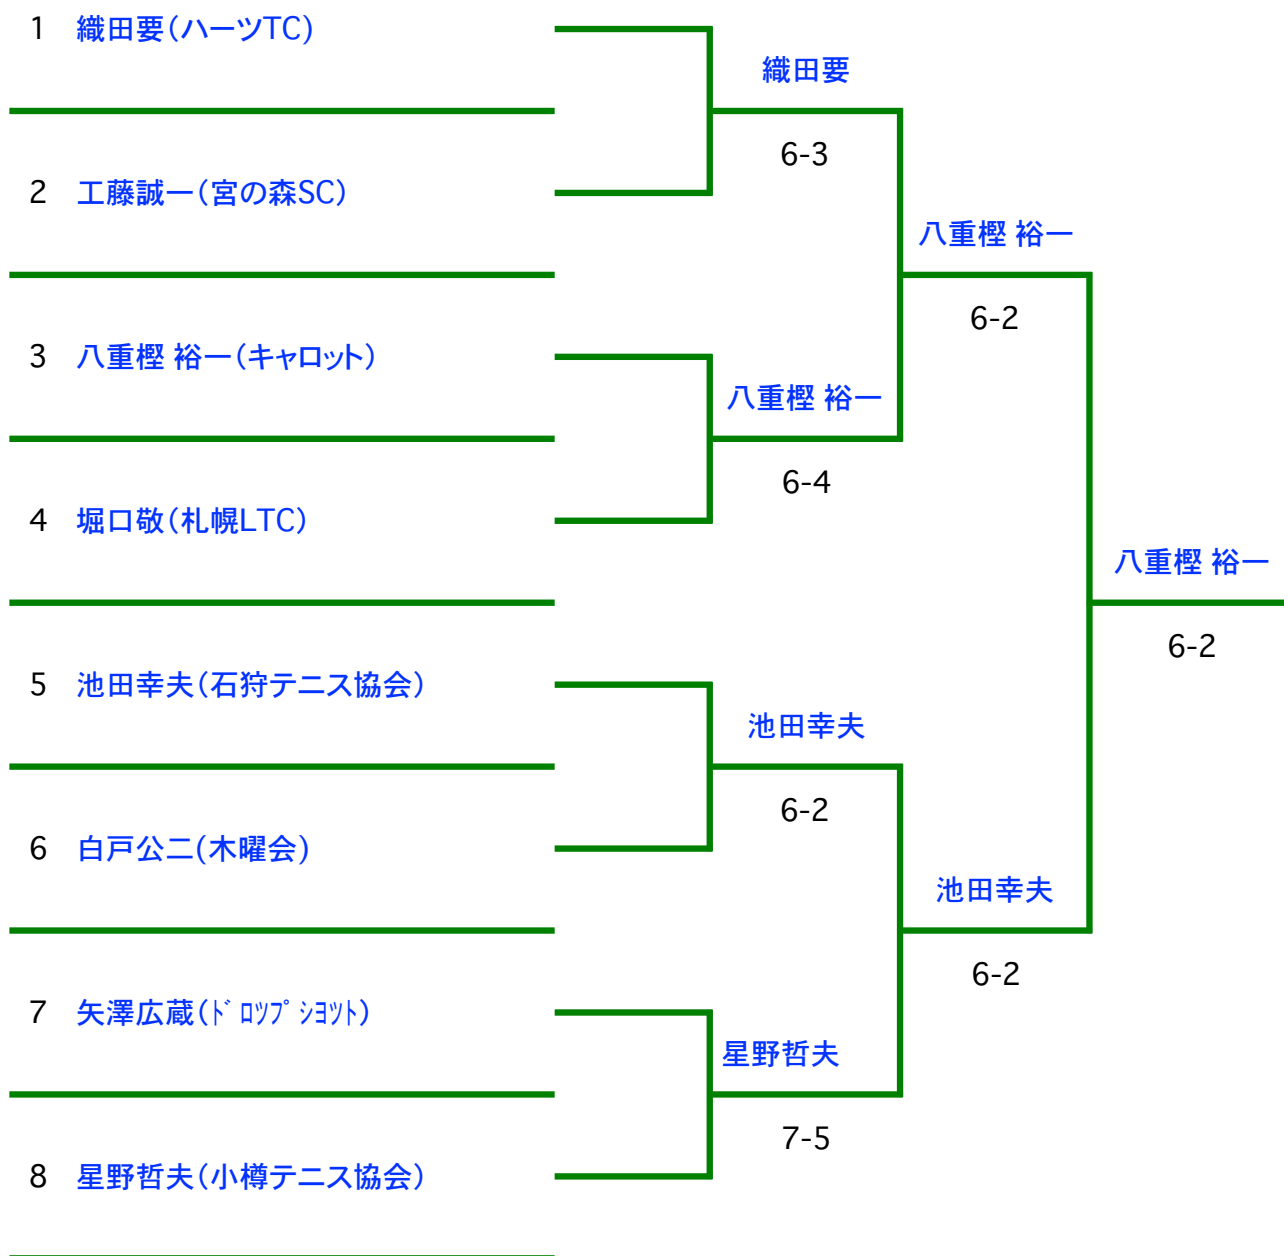 1 織田要(ハーツTC)
織田要
6-3
2 工藤誠一(宮の森SC)
八重樫 裕一
6-2
3 八重樫 裕一(キャロット)
八重樫 裕一
6-4
4 堀口敬(札幌LTC)
八重樫 裕一
6-2
5 池田幸夫(石狩テニス協会)
池田幸夫
6-2
6 白戸公二(木曜会)
池田幸夫
6-2
7 矢澤広蔵(ﾄﾞﾛﾂﾌﾟｼﾖﾂﾄ)
星野哲夫
7-5
8 星野哲夫(小樽テニス協会)